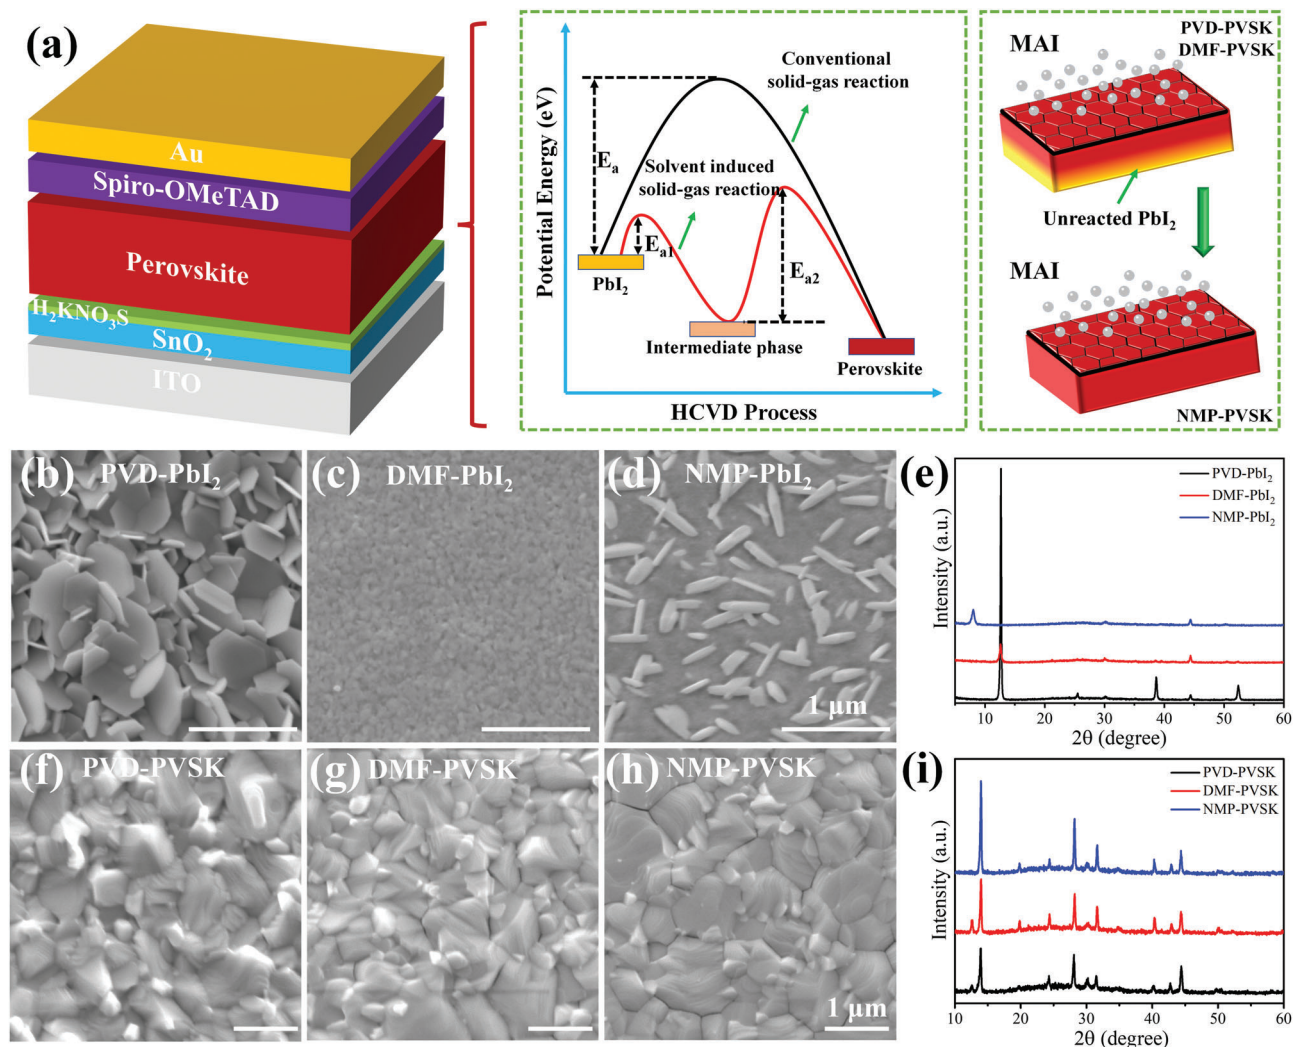 (a)
Au
Spiro-OMeTAD
Perovskite
H₂KNO₃S
SnO₂
ITO
Potential Energy (eV)
Conventional
solid-gas reaction
Eₐ
Solvent induced
solid-gas reaction
Eₐ₁
Eₐ₂
PbI₂
Intermediate phase
Perovskite
HCVD Process
PVD-PVSK
DMF-PVSK
MAI
Unreacted PbI₂
MAI
NMP-PVSK
(b) PVD-PbI₂
(c) DMF-PbI₂
(d) NMP-PbI₂
1 μm
(e)
PVD-PbI₂
DMF-PbI₂
NMP-PbI₂
Intensity (a.u.)
10 20 30 40 50 60
2θ (degree)
(f) PVD-PVSK
(g) DMF-PVSK
(h) NMP-PVSK
1 μm
(i)
PVD-PVSK
DMF-PVSK
NMP-PVSK
Intensity (a.u.)
10 20 30 40 50 60
2θ (degree)